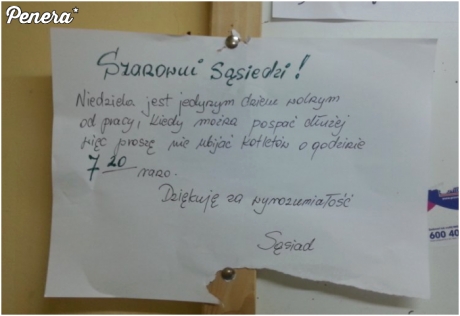 Penera*
Szanowni Sąsiedzi!
Niedziela jest jedynym dniem wolnym
od pracy, kiedy można pospać dłużej
więc proszę nie ubijać kotletów o godzinie
7 20 rano.
Dziękuję za wyrozumiałość
Sąsiad
600 40